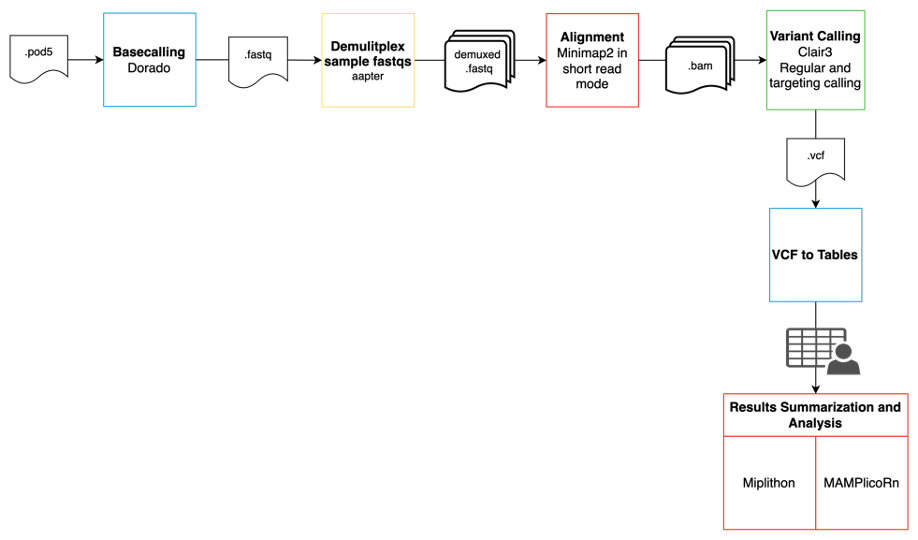 .pod5
Basecalling
Dorado
.fastq
Demulitplex
sample fastqs
aapter
demuxed
.fastq
Alignment
Minimap2 in
short read
mode
.bam
Variant Calling
Clair3
Regular and
targeting calling
.vcf
VCF to Tables
Results Summarization and
Analysis
Miplithon
MAMPlicoRn